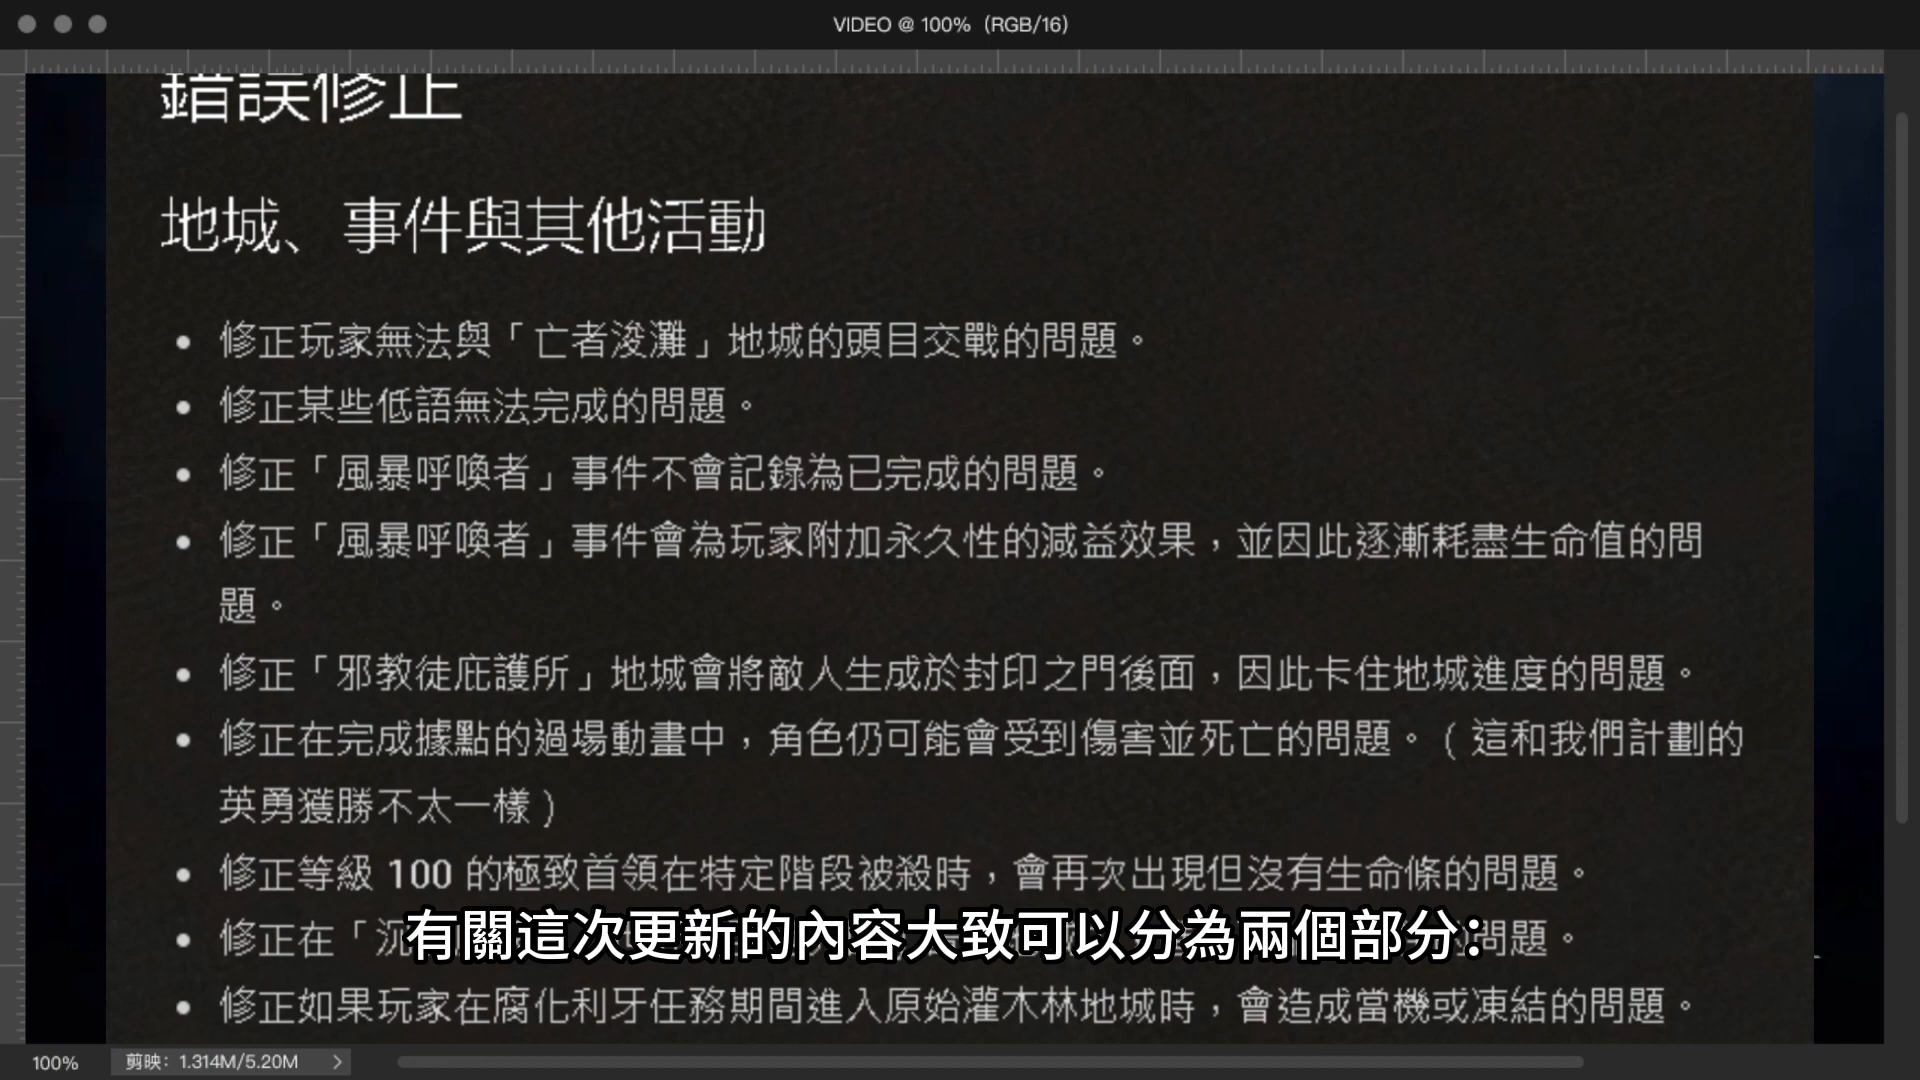 VIDEO @ 100% (RGB/16)
錯誤修正
地城、事件與其他活動
修正玩家無法與「亡者浚灘」地城的頭目交戰的問題。
修正某些低語無法完成的問題。
修正「風暴呼喚者」事件不會記錄為已完成的問題。
修正「風暴呼喚者」事件會為玩家附加永久性的減益效果，並因此逐漸耗盡生命值的問
題。
修正「邪教徒庇護所」地城會將敵人生成於封印之門後面，因此卡住地城進度的問題。
修正在完成據點的過場動畫中，角色仍可能會受到傷害並死亡的問題。（這和我們計劃的
英勇獲勝不太一樣）
修正等級 100 的極致首領在特定階段被殺時，會再次出現但沒有生命條的問題。
修正在「沉 問題。
有關這次更新的內容大致可以分為兩個部分：
修正如果玩家在腐化利牙任務期間進入原始灌木林地城時，會造成當機或凍結的問題。
100% 剪映：1.314M/5.20M